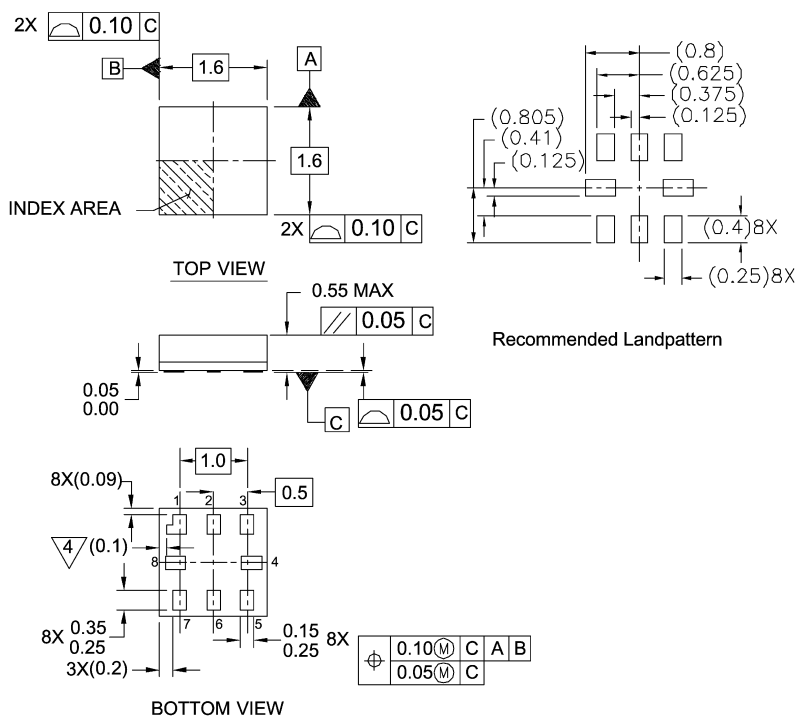 2X 0.10 C
B 1.6 A
1.6
INDEX AREA
2X 0.10 C
TOP VIEW
(0.8)
(0.625)
(0.375)
(0.125)
(0.805)
(0.41)
(0.125)
(0.4)8X
(0.25)8X
Recommended Landpattern
0.55 MAX
// 0.05 C
0.05
0.00
C
0.05 C
1.0
8X(0.09)
0.5
1 2 3
4 (0.1)
8 4
7 6 5
8X 0.35
0.25
0.15 8X
0.25
3X(0.2)
0.10 Ⓜ C A B
0.05 Ⓜ C
BOTTOM VIEW